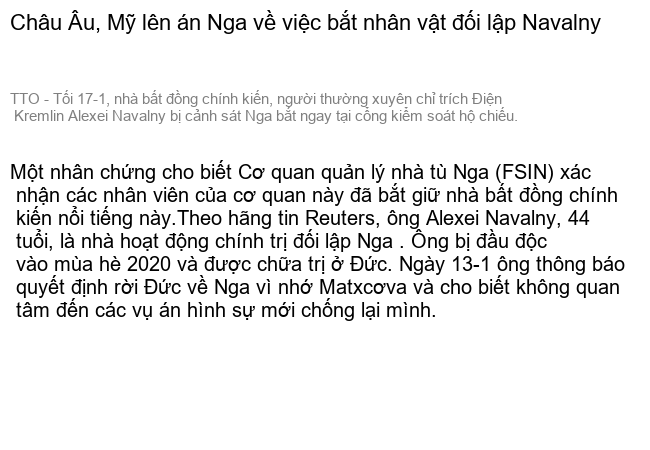 Châu Âu, Mỹ lên án Nga về việc bắt nhân vật đối lập Navalny
TTO - Tối 17-1, nhà bất đồng chính kiến, người thường xuyên chỉ trích Điện
Kremlin Alexei Navalny bị cảnh sát Nga bắt ngay tại cổng kiểm soát hộ chiếu.
Một nhân chứng cho biết Cơ quan quản lý nhà tù Nga (FSIN) xác
nhận các nhân viên của cơ quan này đã bắt giữ nhà bất đồng chính
kiến nổi tiếng này.Theo hãng tin Reuters, ông Alexei Navalny, 44
tuổi, là nhà hoạt động chính trị đối lập Nga . Ông bị đầu độc
vào mùa hè 2020 và được chữa trị ở Đức. Ngày 13-1 ông thông báo
quyết định rời Đức về Nga vì nhớ Matxcơva và cho biết không quan
tâm đến các vụ án hình sự mới chống lại mình.